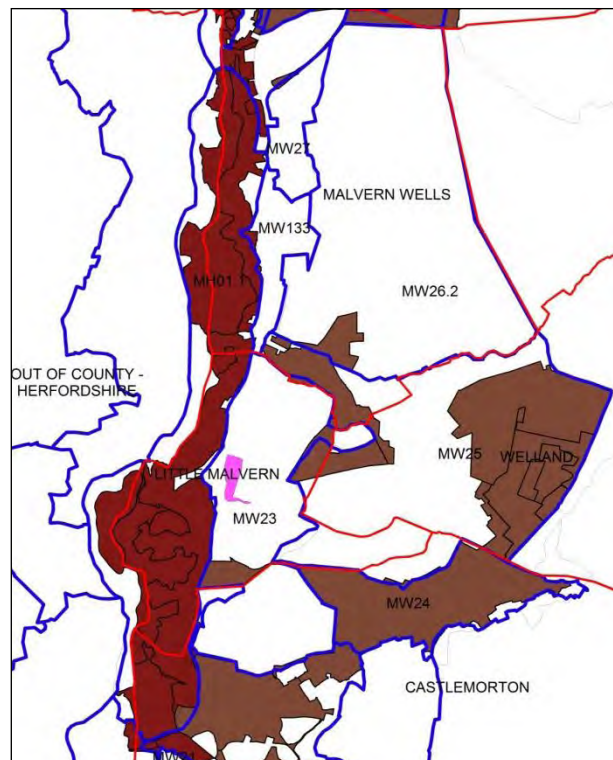 MW27
MALVERN WELLS
MW133
MH01.1
MW26.2
OUT OF COUNTY -
HERFORDSHIRE
MW25
WELLAND
LITTLE MALVERN
MW23
MW24
CASTLEMORTON